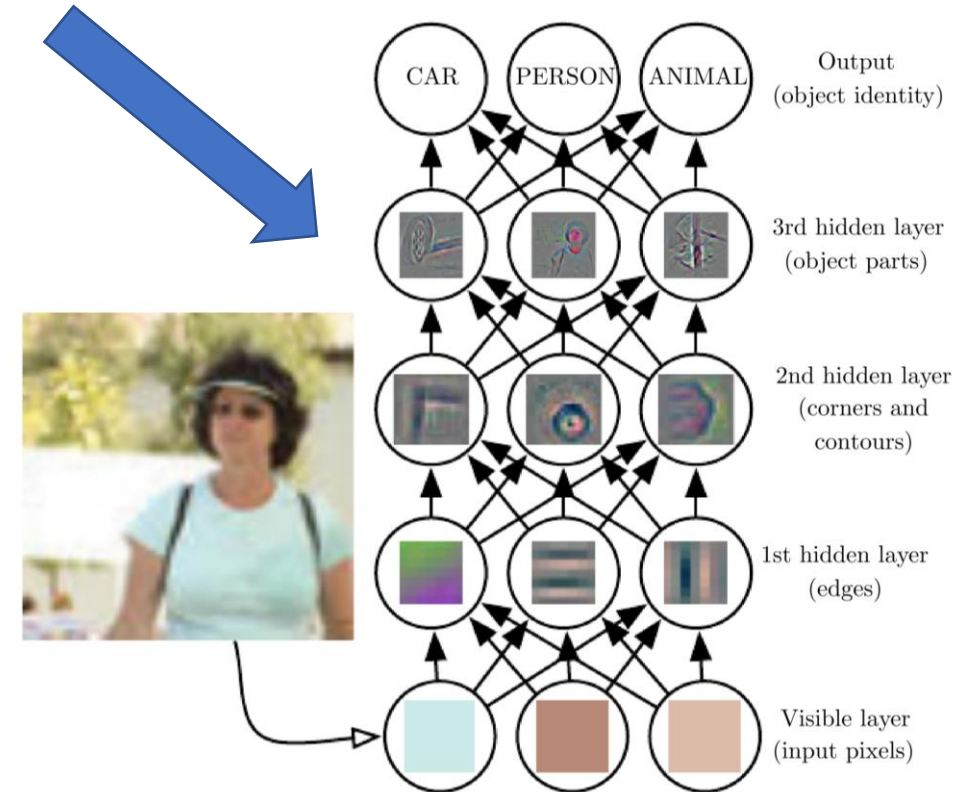 CAR PERSON ANIMAL
Output
(object identity)
3rd hidden layer
(object parts)
2nd hidden layer
(corners and
contours)
1st hidden layer
(edges)
Visible layer
(input pixels)